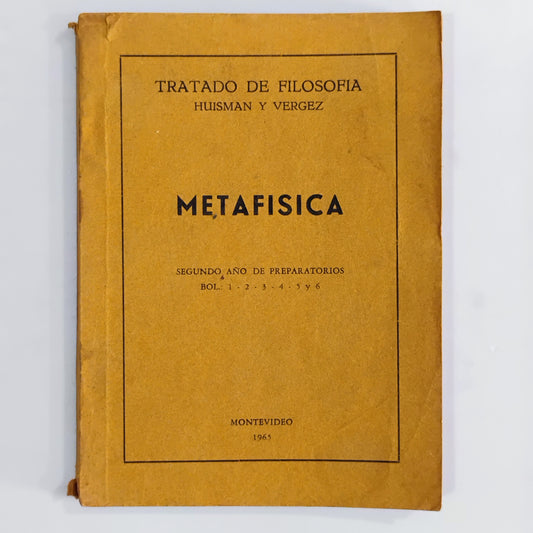 TRATADO DE FILOSOFIA
HUISMAN Y VERGEZ
METAFISICA
SEGUNDO AÑO DE PREPARATORIOS
BOL.: 1 - 2 - 3 - 4 - 5 y 6
MONTEVIDEO
1965